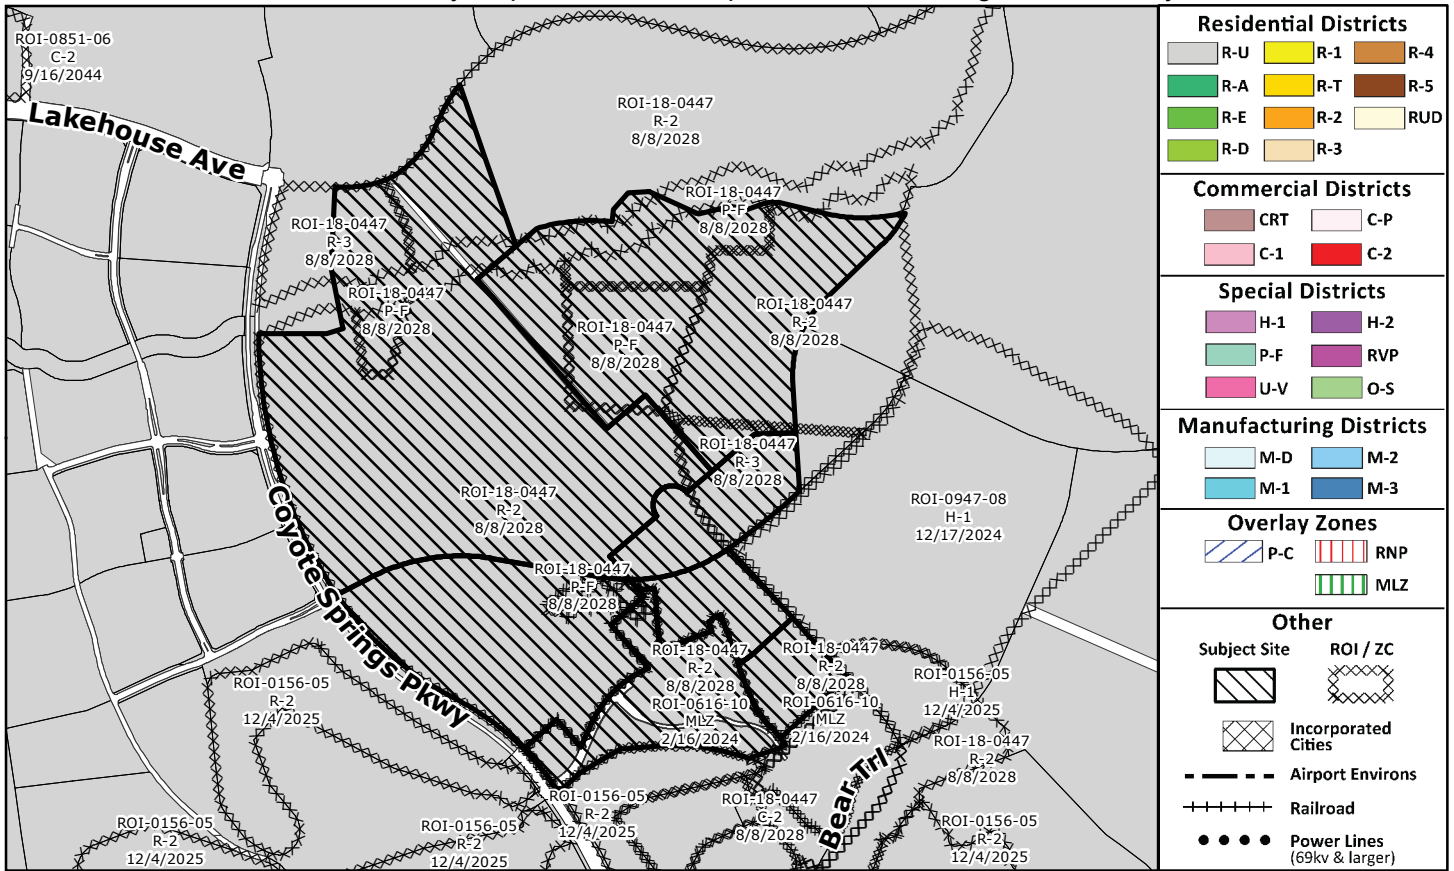 ROI-0851-06
C-2
9/16/2044
Lakehouse Ave
ROI-18-0447
R-2
8/8/2028
ROI-18-0447
P-F
8/8/2028
ROI-18-0447
R-3
8/8/2028
ROI-18-0447
P-F
8/8/2028
ROI-18-0447
P-F
8/8/2028
ROI-18-0447
R-2
8/8/2028
ROI-18-0447
R-3
8/8/2028
ROI-18-0447
R-2
8/8/2028
ROI-0947-08
H-1
12/17/2024
Coyote Springs Pkwy
ROI-18-0447
P-F
8/8/2028
ROI-18-0447
R-2
8/8/2028
ROI-0616-10
MLZ
2/16/2024
ROI-18-0447
R-2
8/8/2028
ROI-0616-10
MLZ
2/16/2024
ROI-0156-05
H-1
12/4/2025
ROI-0156-05
R-2
12/4/2025
ROI-18-0447
R-2
8/8/2028
Bear Trl
ROI-0156-05
R-2
12/4/2025
ROI-0156-05
R-2
12/4/2025
ROI-0156-05
R-2
12/4/2025
ROI-18-0447
C-2
8/8/2028
ROI-0156-05
R-2
12/4/2025
Residential Districts
R-U
R-1
R-4
R-A
R-T
R-5
R-E
R-2
RUD
R-D
R-3
Commercial Districts
CRT
C-P
C-1
C-2
Special Districts
H-1
H-2
P-F
RVP
U-V
O-S
Manufacturing Districts
M-D
M-2
M-1
M-3
Overlay Zones
P-C
RNP
MLZ
Other
Subject Site
ROI / ZC
Incorporated
Cities
Airport Environs
Railroad
Power Lines
(69kv & larger)